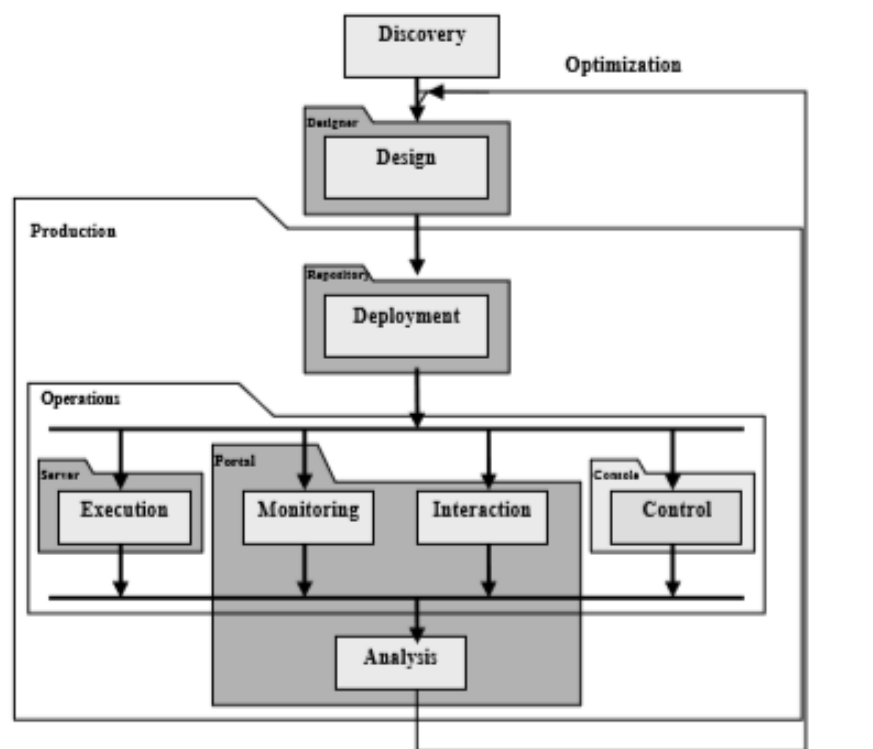 Discovery
Optimization
Designer
Design
Production
Repository
Deployment
Operations
Server
Portal
Console
Execution
Monitoring
Interaction
Control
Analysis